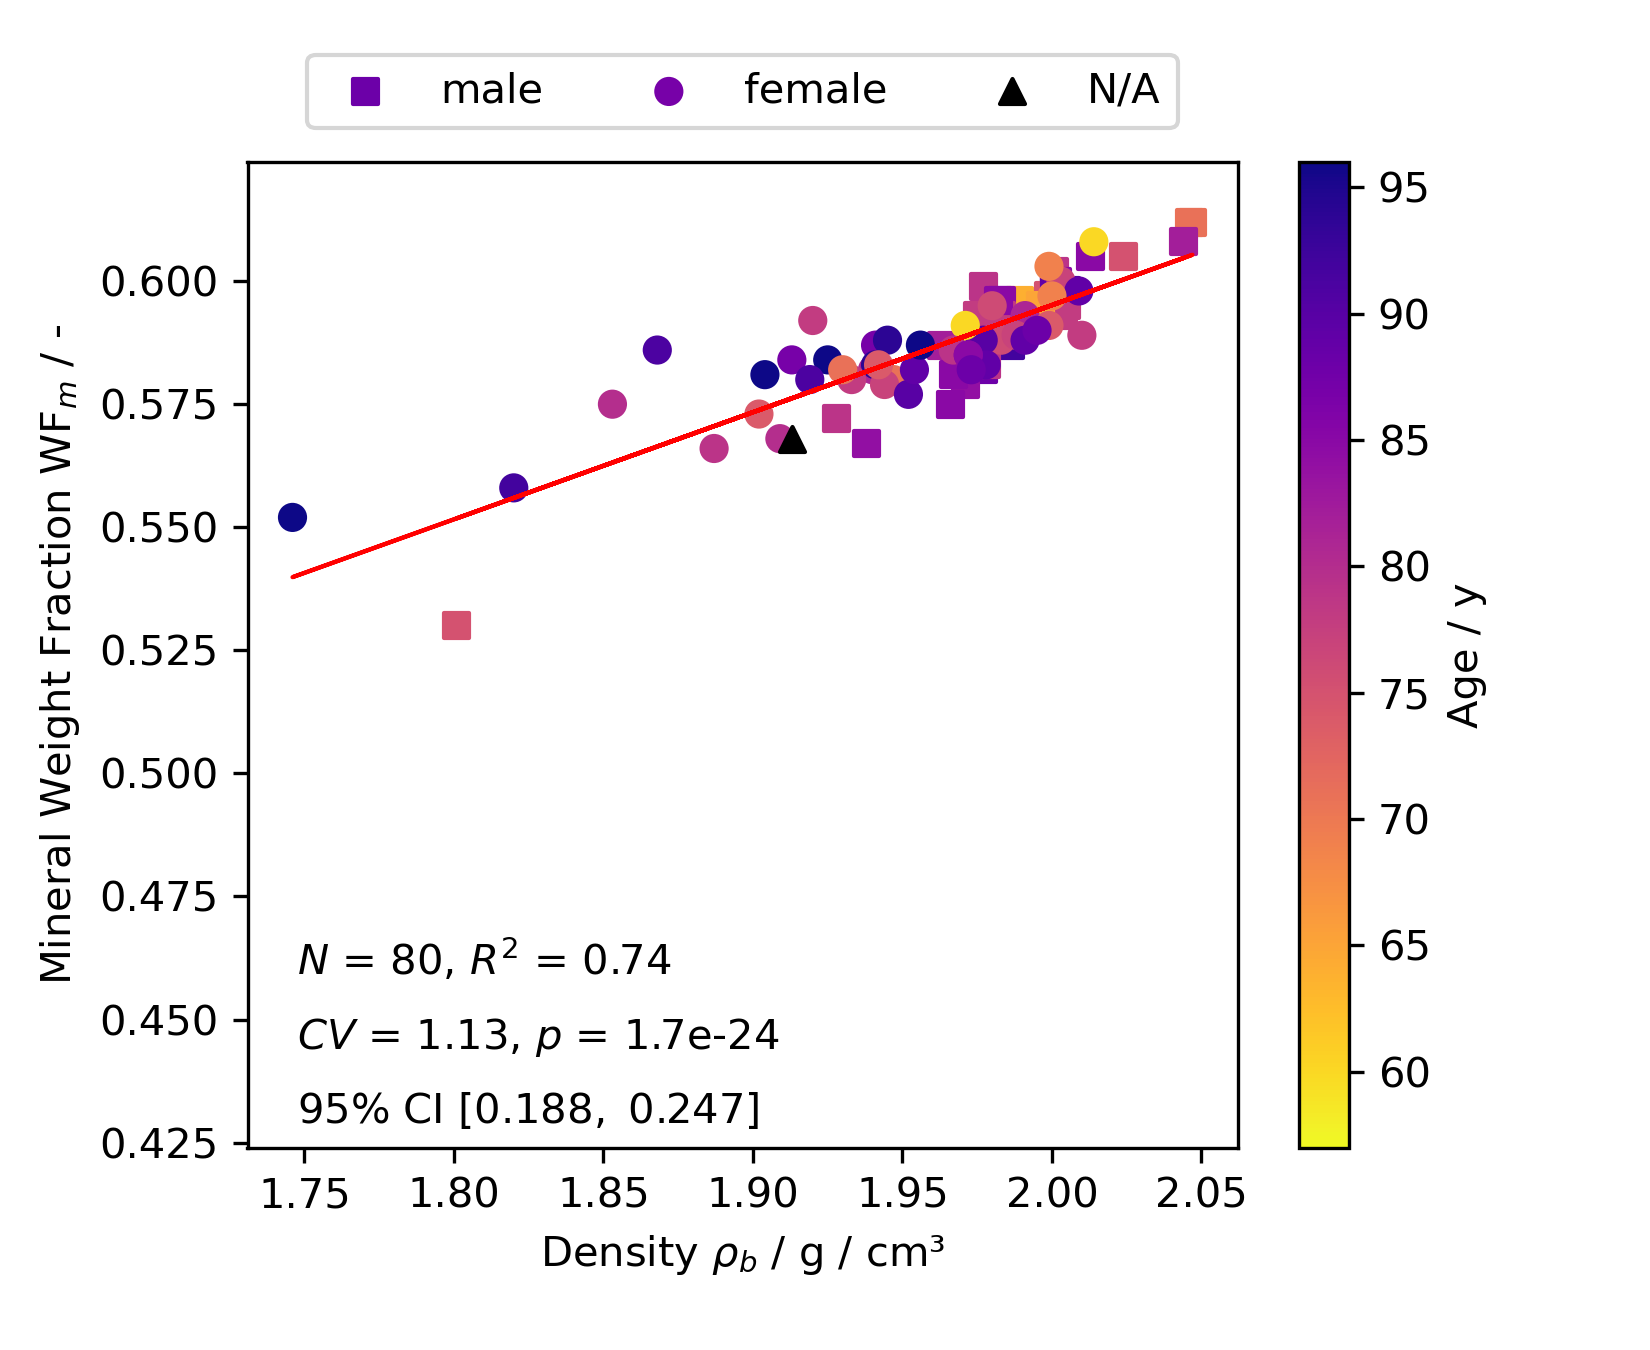 male female N/A
Mineral Weight Fraction WFm / -
0.600
0.575
0.550
0.525
0.500
0.475
0.450
0.425
N = 80, R² = 0.74
CV = 1.13, p = 1.7e-24
95% CI [0.188, 0.247]
1.75 1.80 1.85 1.90 1.95 2.00 2.05
Density ρb / g / cm³
95
90
85
80
75
70
65
60
Age / y